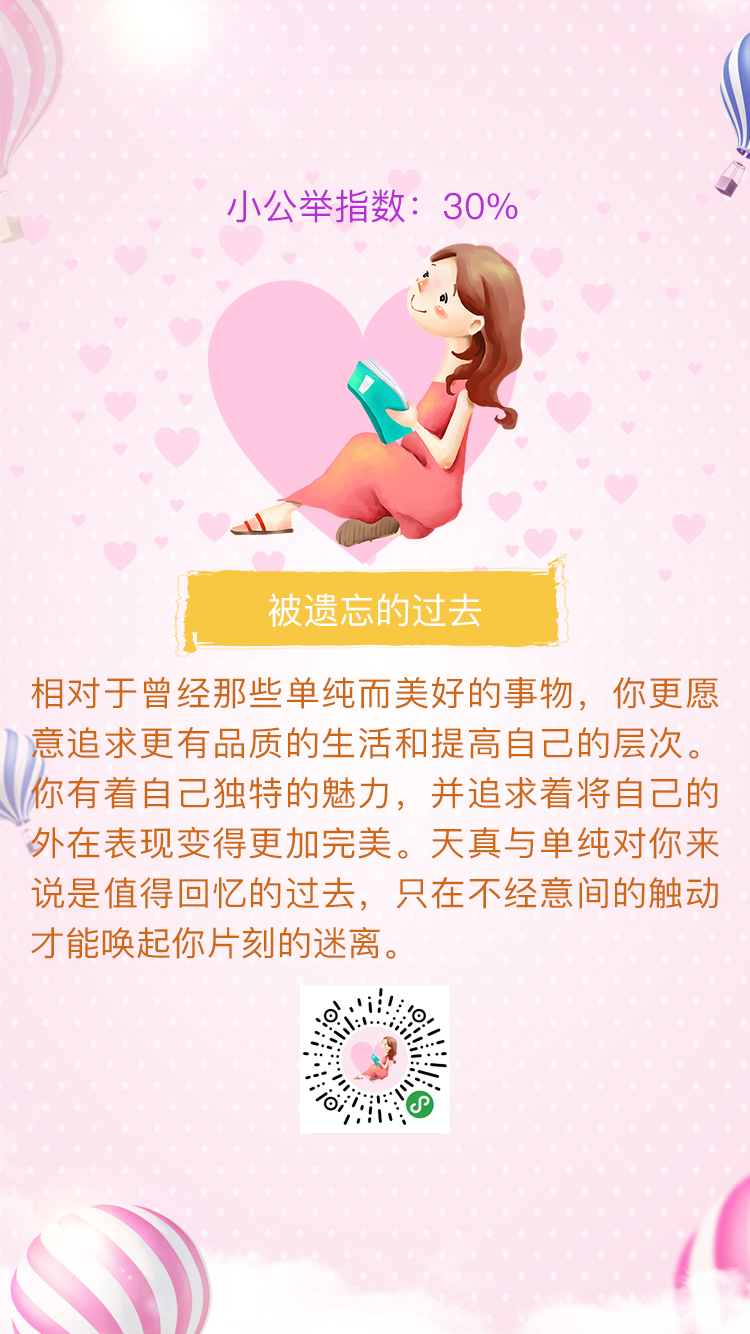 小公举指数：30%
被遗忘的过去
相对于曾经那些单纯而美好的事物，你更愿
意追求更有品质的生活和提高自己的层次。
你有着自己独特的魅力，并追求着将自己的
外在表现变得更加完美。天真与单纯对你来
说是值得回忆的过去，只在不经意间的触动
才能唤起你片刻的迷离。